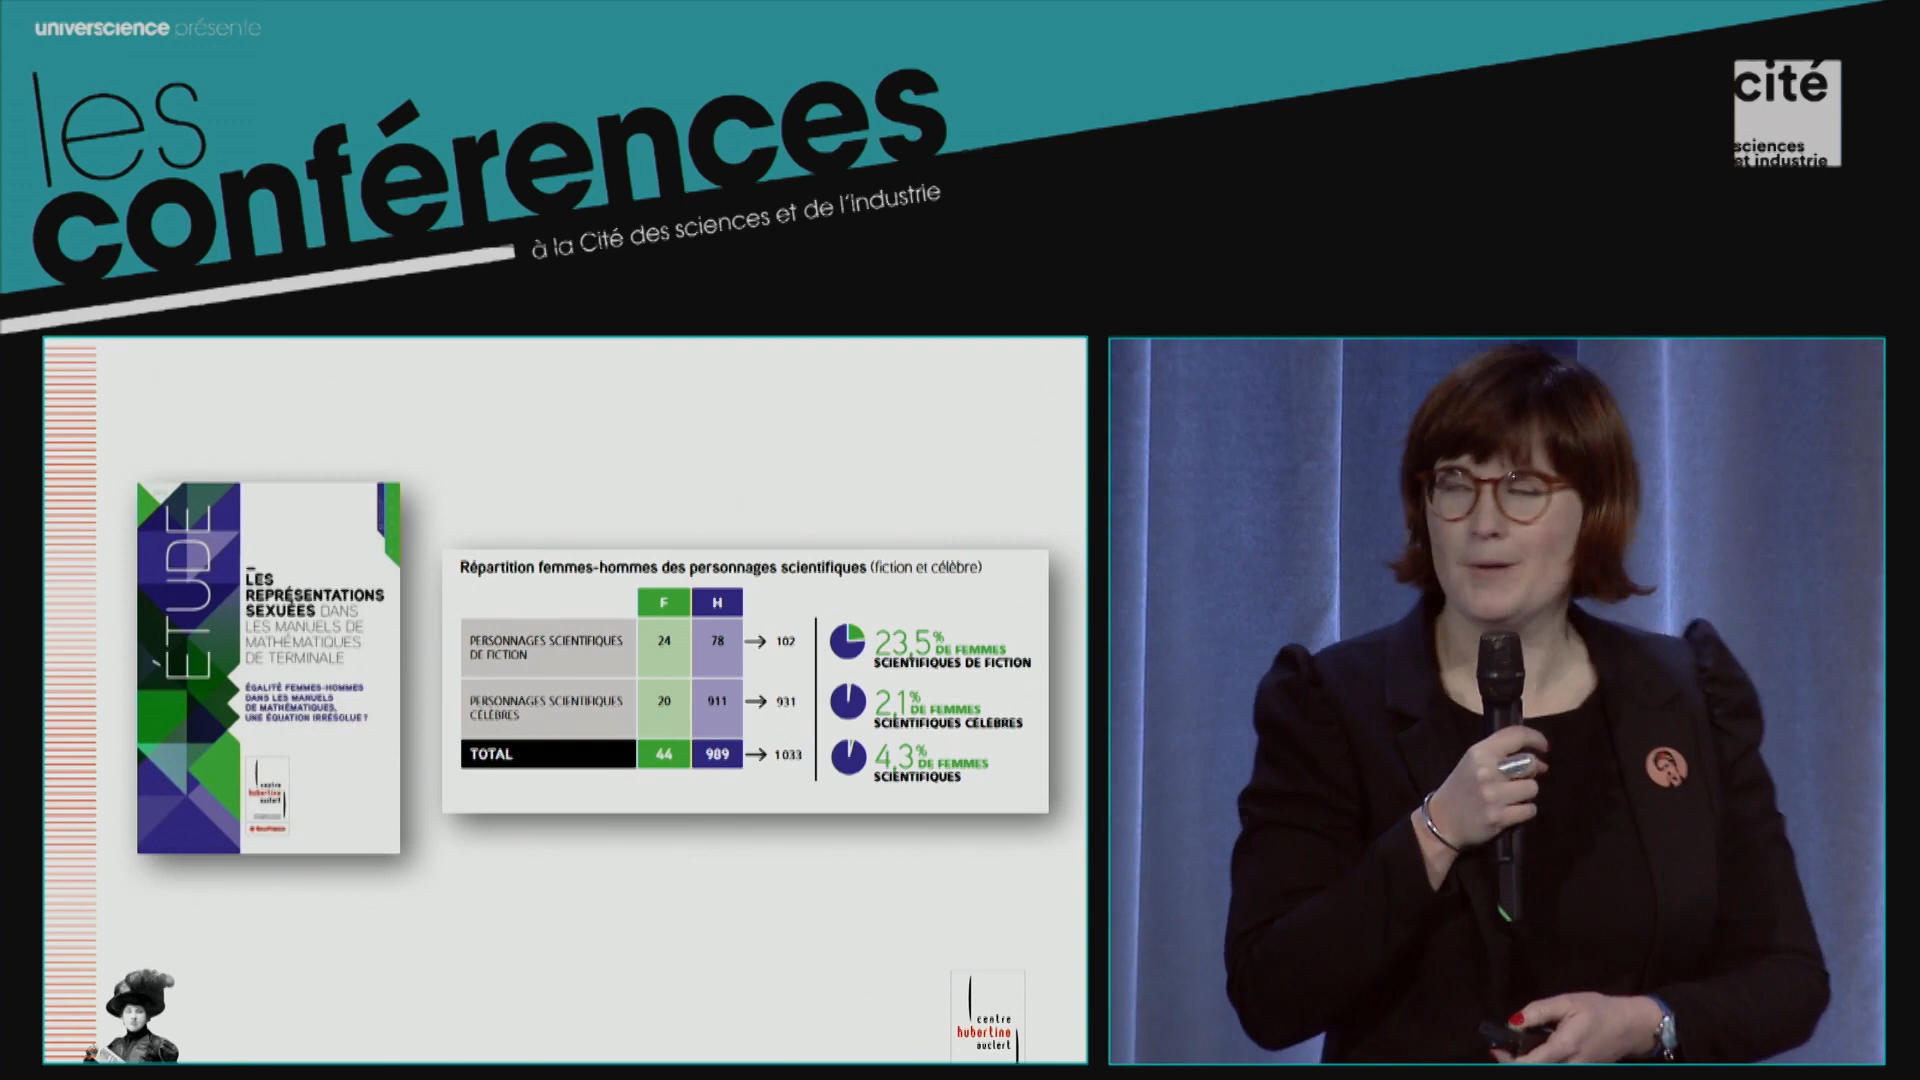 universcience présente
les
conférences
à la Cité des sciences et de l'industrie
cité
sciences
et industrie
ÉTUDE
LES
REPRÉSENTATIONS
SEXUÉES DANS
LES MANUELS DE
MATHÉMATIQUES
DE TERMINALE
ÉGALITÉ FEMMES-HOMMES
DANS LES MANUELS
DE MATHÉMATIQUES,
UNE ÉQUATION IRRÉSOLUE ?
centre
hubertine
auclert
Répartition femmes-hommes des personnages scientifiques (fiction et célèbre)
F H
PERSONNAGES SCIENTIFIQUES
DE FICTION
24 78 → 102
23,5% DE FEMMES
SCIENTIFIQUES DE FICTION
PERSONNAGES SCIENTIFIQUES
CÉLÈBRES
20 911 → 931
2,1% DE FEMMES
SCIENTIFIQUES CÉLÈBRES
TOTAL 44 989 → 1033
4,3% DE FEMMES
SCIENTIFIQUES
centre
hubertine
auclert